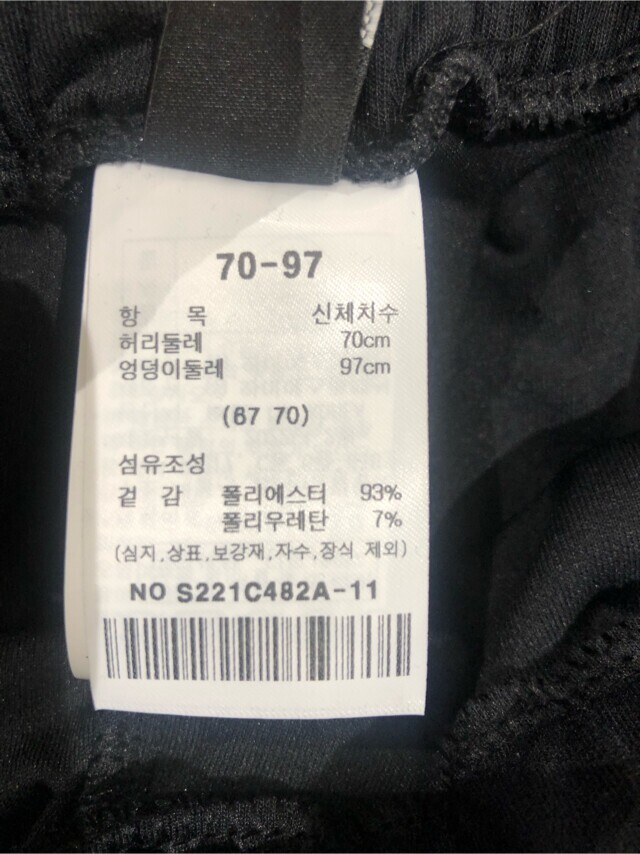 70-97
항 목 신체치수
허리둘레 70cm
엉덩이둘레 97cm
(67 70)
섬유조성
겉 감 폴리에스터 93%
폴리우레탄 7%
(심지,상표,보강재,자수,장식 제외)
NO S221C482A-11